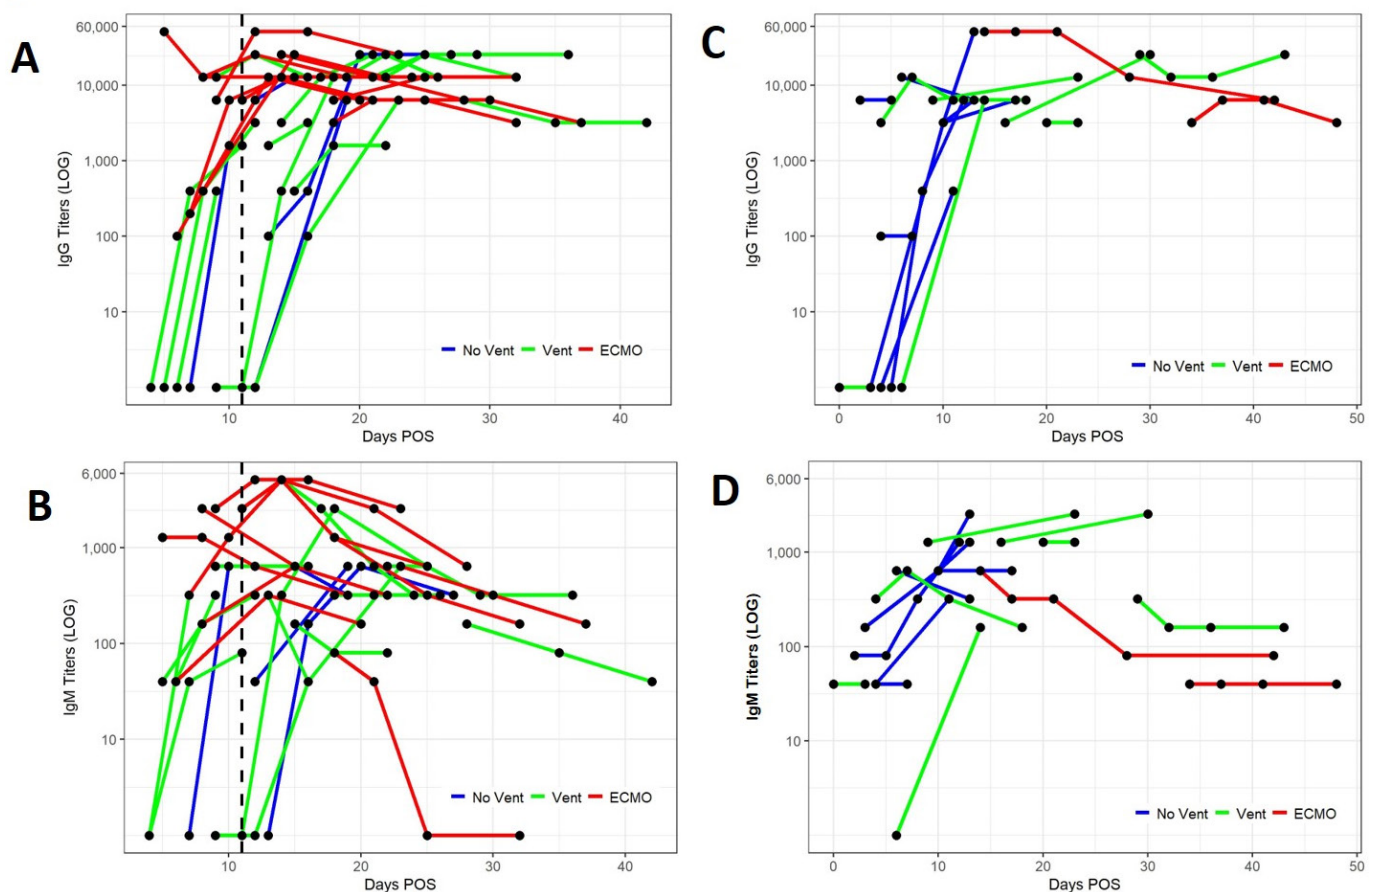 A
IgG Titers (LOG)
60,000
10,000
1,000
100
10
No Vent Vent ECMO
10 20 30 40
Days POS
C
IgG Titers (LOG)
60,000
10,000
1,000
100
10
No Vent Vent ECMO
0 10 20 30 40 50
Days POS
B
IgM Titers (LOG)
6,000
1,000
100
10
No Vent Vent ECMO
10 20 30 40
Days POS
D
IgM Titers (LOG)
6,000
1,000
100
10
No Vent Vent ECMO
0 10 20 30 40 50
Days POS